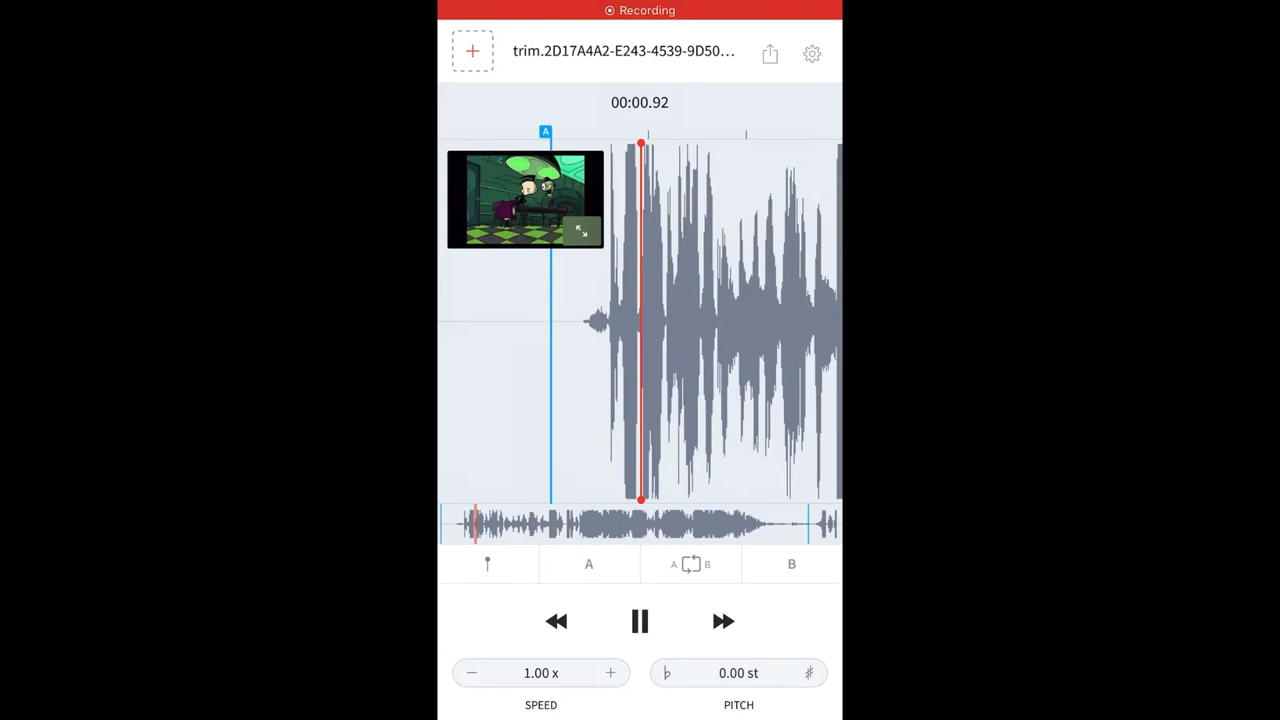 Recording
trim.2D17A4A2-E243-4539-9D50...
00:00.92
A
A
A B
B
1.00 x
0.00 st
SPEED
PITCH